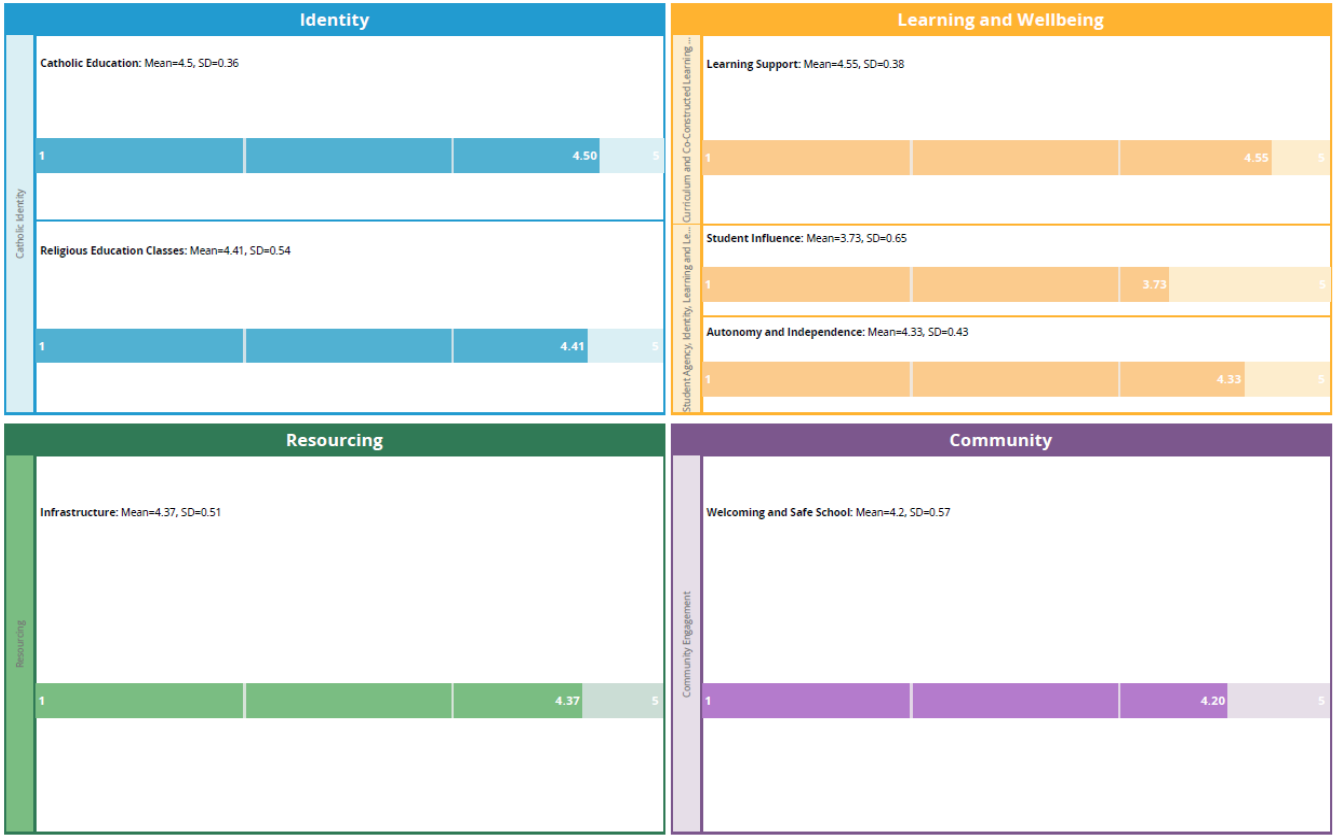 Identity
Catholic Identity
Catholic Education: Mean=4.5, SD=0.36
1 4.50 5
Religious Education Classes: Mean=4.41, SD=0.54
1 4.41 5
Learning and Wellbeing
Curriculum and Co-Constructed Learning ...
Learning Support: Mean=4.55, SD=0.38
1 4.55 5
Student Agency, Identity, Learning and Le...
Student Influence: Mean=3.73, SD=0.65
1 3.73 5
Autonomy and Independence: Mean=4.33, SD=0.43
1 4.33 5
Resourcing
Resourcing
Infrastructure: Mean=4.37, SD=0.51
1 4.37 5
Community
Community Engagement
Welcoming and Safe School: Mean=4.2, SD=0.57
1 4.20 5